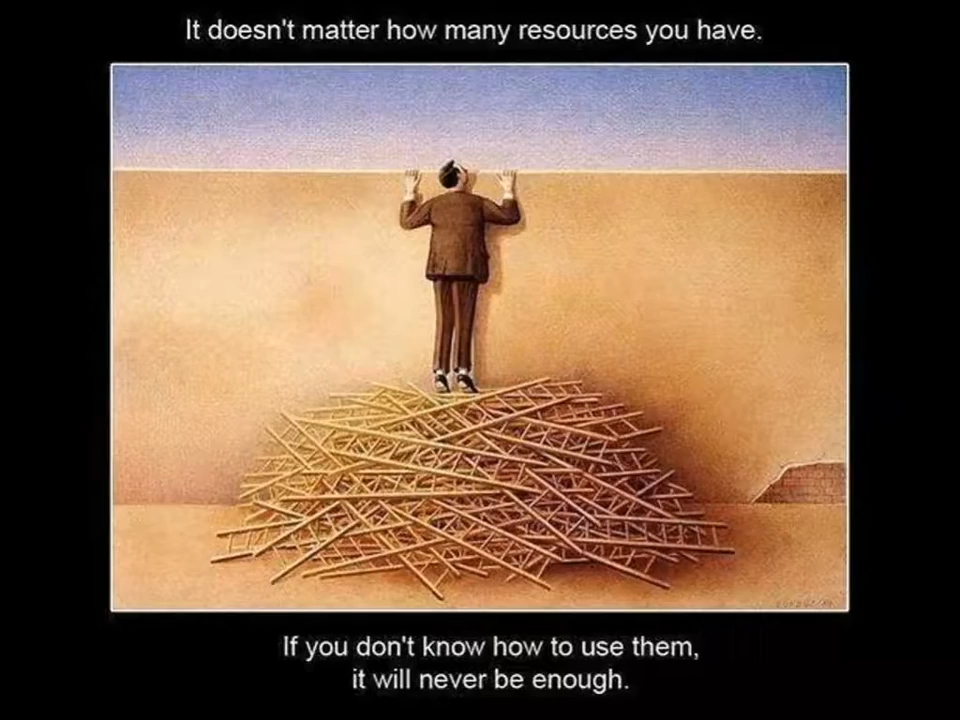 It doesn't matter how many resources you have.
If you don't know how to use them,
it will never be enough.